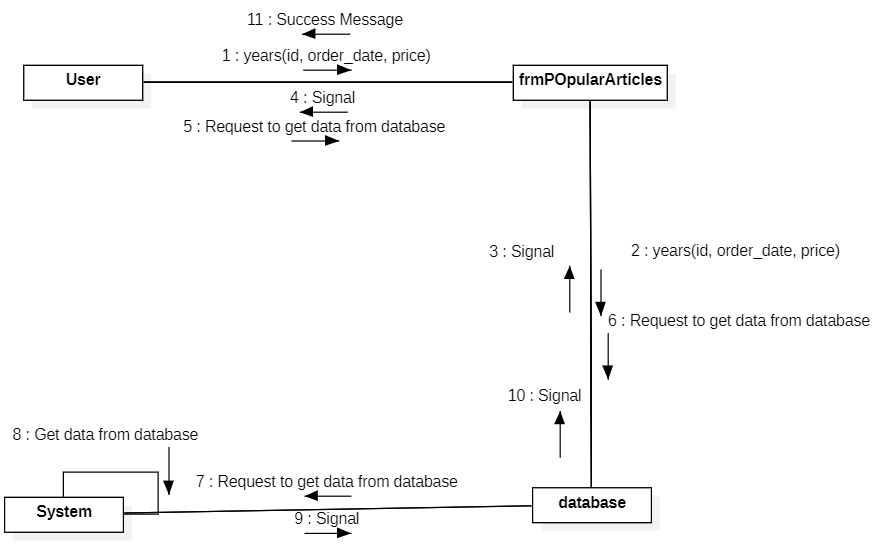 11 : Success Message
1 : years(id, order_date, price)
User
frmPOpularArticles
4 : Signal
5 : Request to get data from database
3 : Signal
2 : years(id, order_date, price)
6 : Request to get data from database
10 : Signal
8 : Get data from database
7 : Request to get data from database
System
database
9 : Signal